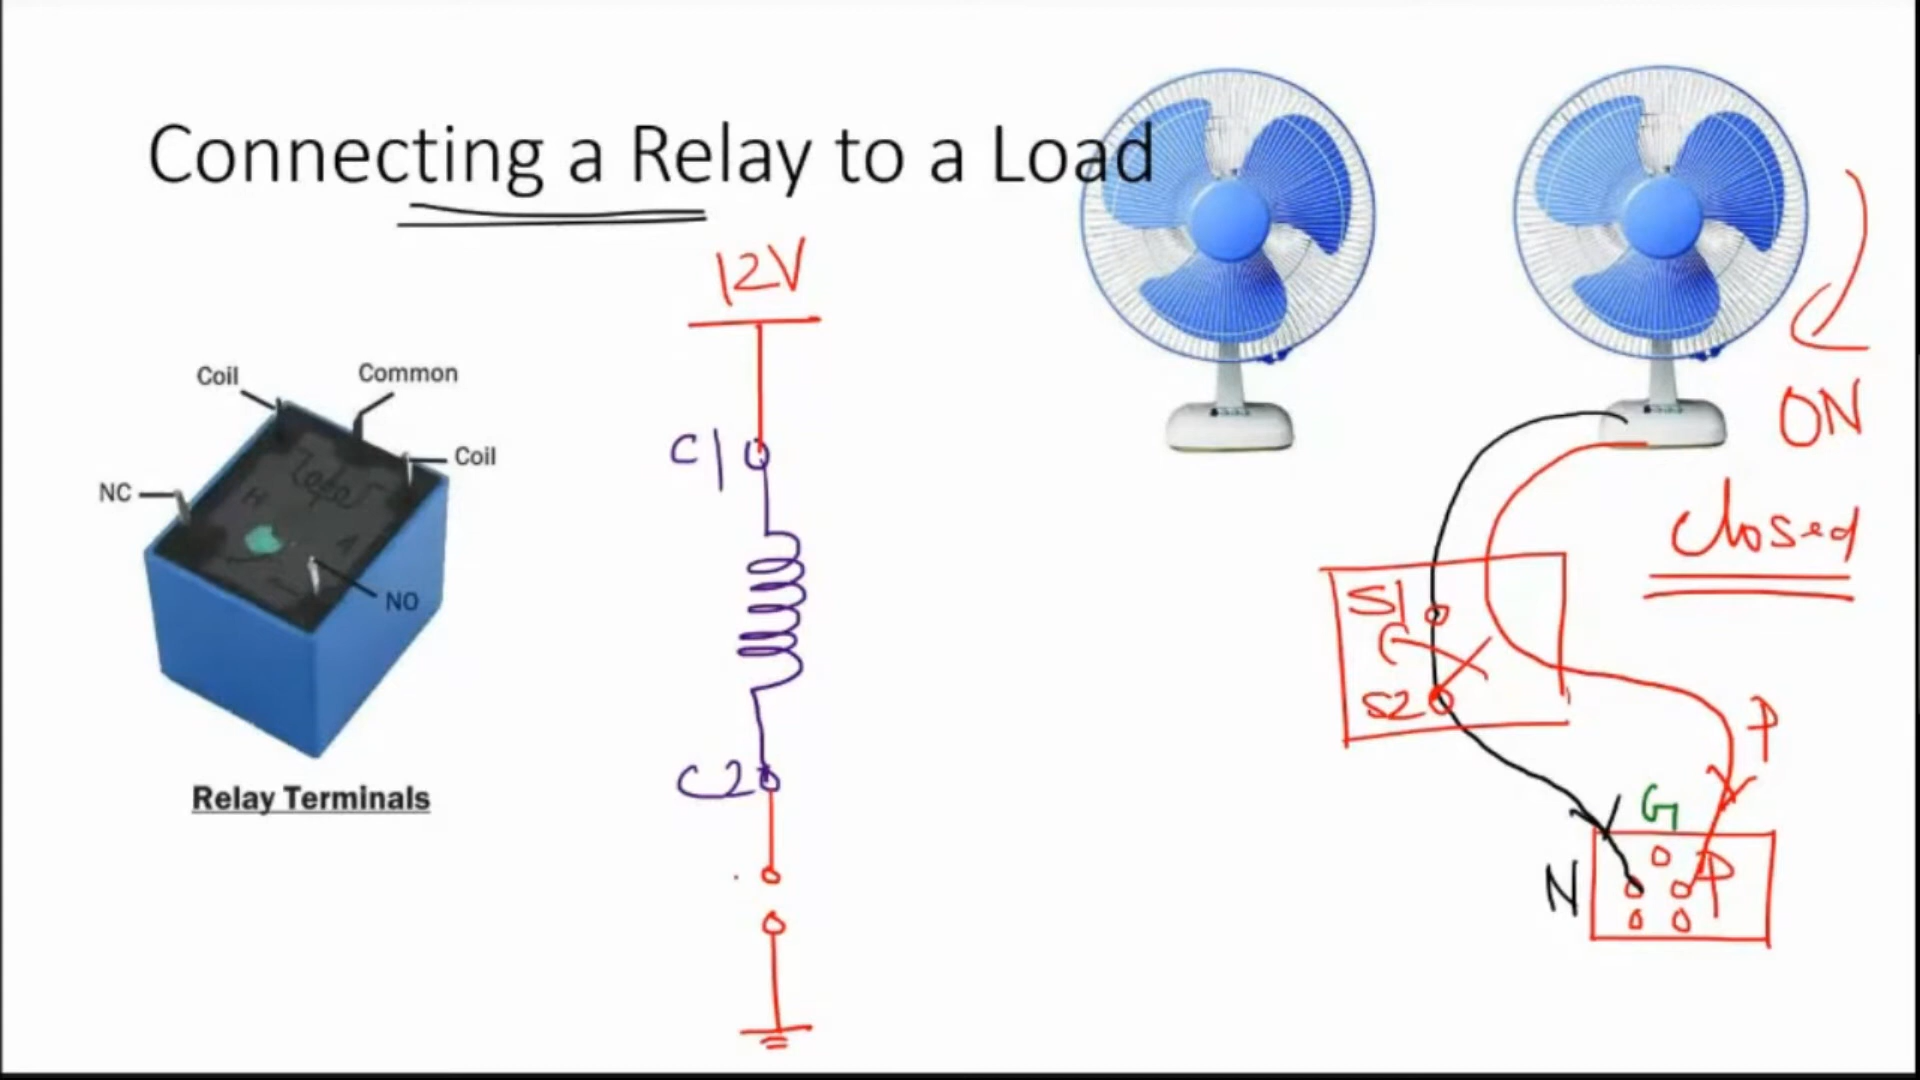 Connecting a Relay to a Load
12V
Coil
Common
Coil
NC
NO
Relay Terminals
C1
C2
ON
closed
S1
S2
P
G
N
P